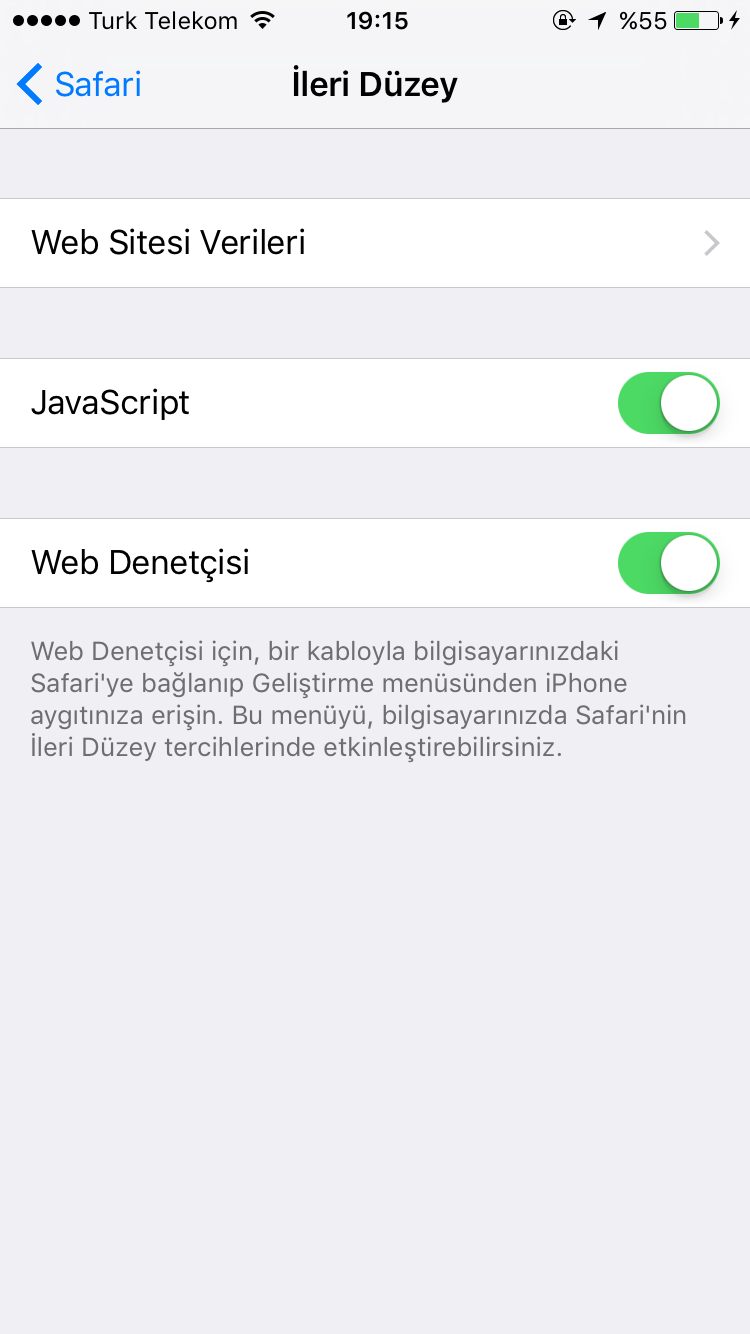 Turk Telekom 19:15 %55
Safari İleri Düzey
Web Sitesi Verileri
JavaScript
Web Denetçisi
Web Denetçisi için, bir kabloyla bilgisayarınızdaki
Safari'ye bağlanıp Geliştirme menüsünden iPhone
aygıtınıza erişin. Bu menüyü, bilgisayarınızda Safari'nin
İleri Düzey tercihlerinde etkinleştirebilirsiniz.